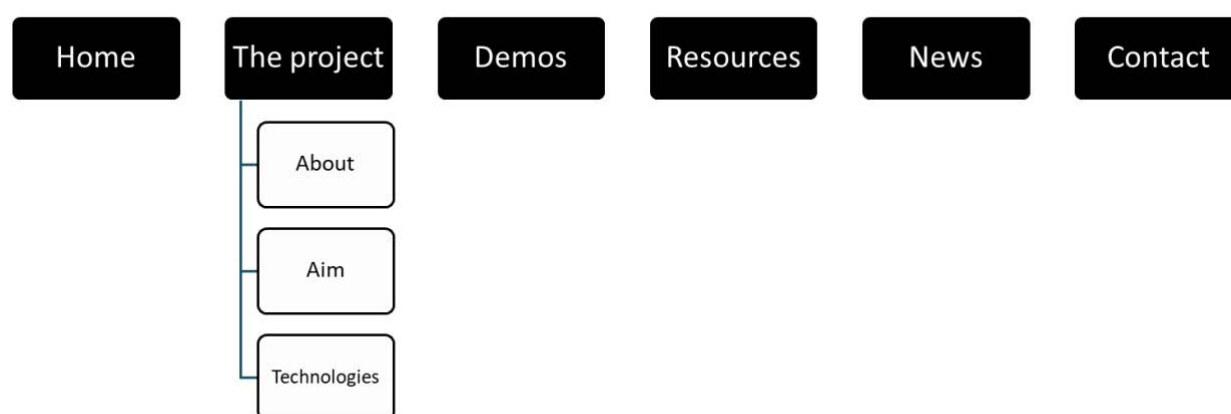 Home
The project
Demos
Resources
News
Contact
About
Aim
Technologies